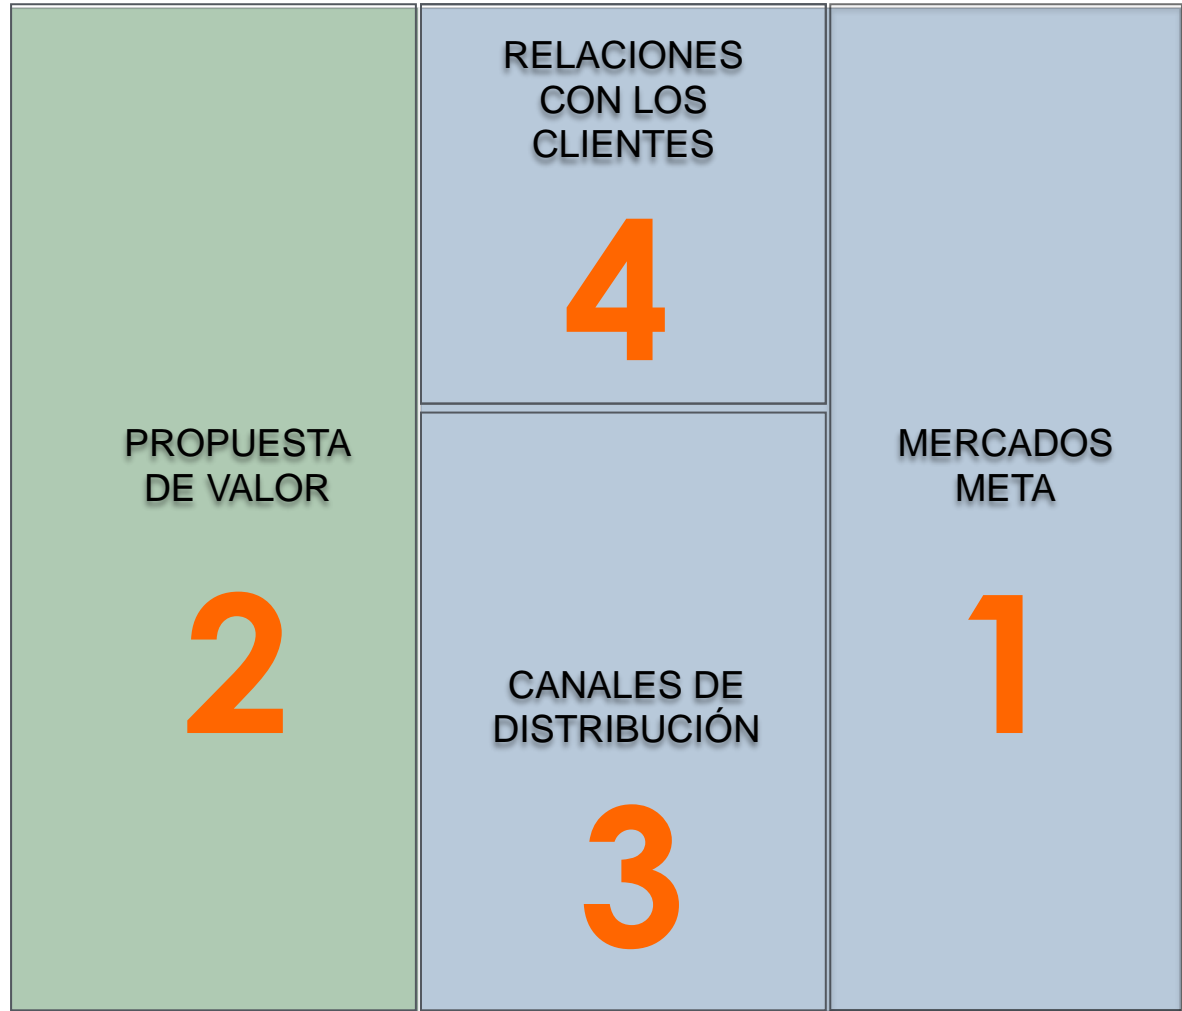 PROPUESTA
DE VALOR
2
RELACIONES
CON LOS
CLIENTES
4
CANALES DE
DISTRIBUCIÓN
3
MERCADOS
META
1